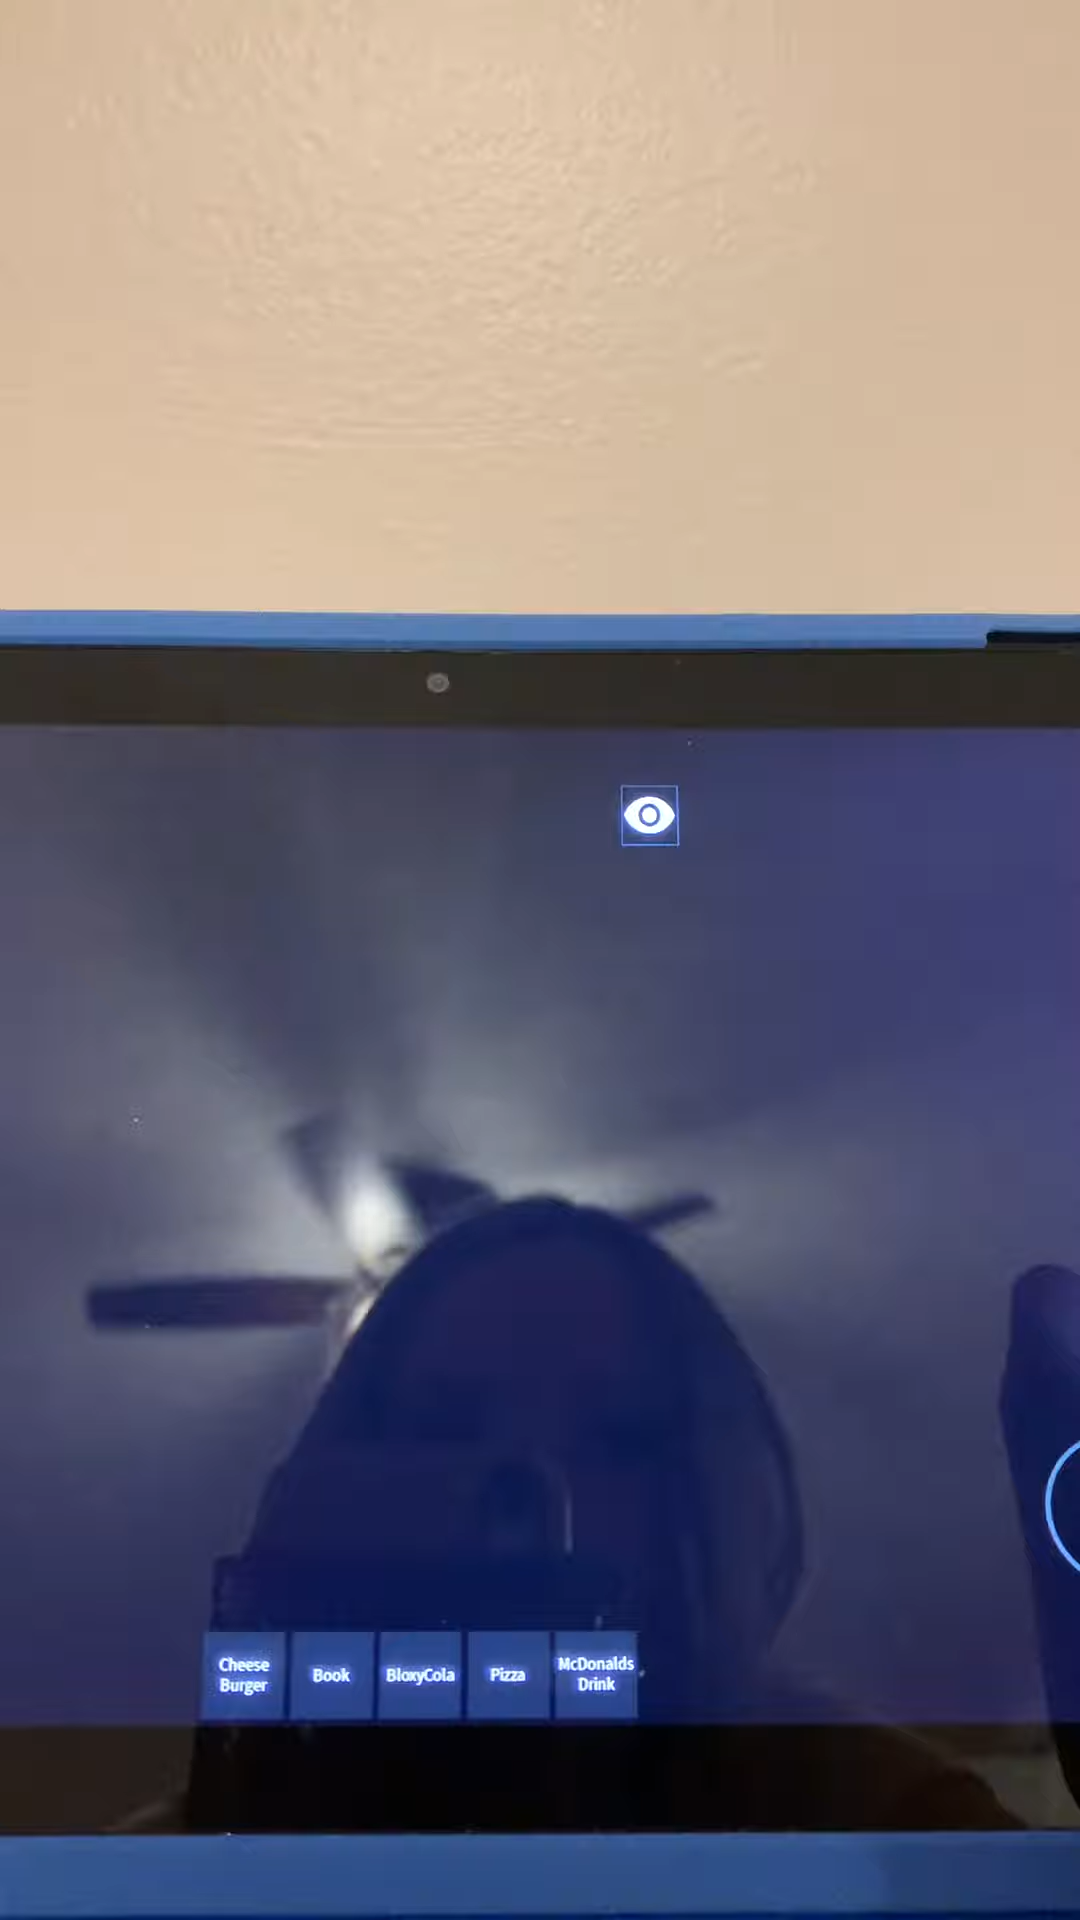 Cheese
Burger
Book
BloxyCola
Pizza
McDonalds
Drink